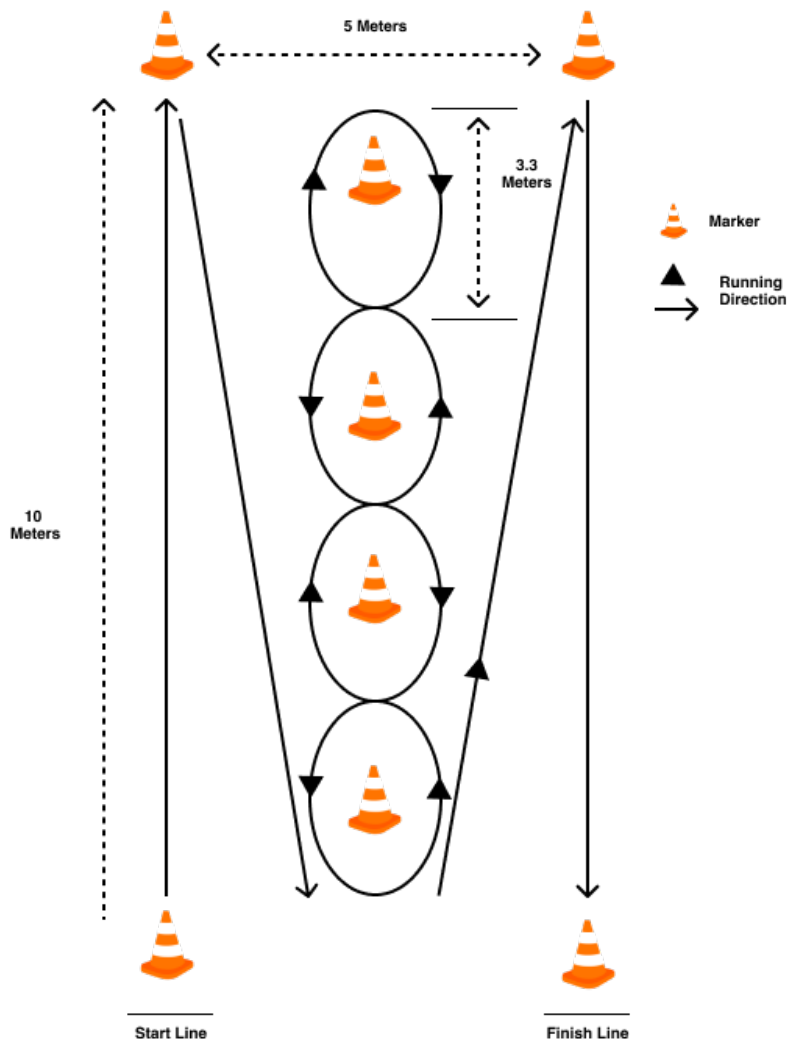 5 Meters
3.3
Meters
Marker
Running
Direction
10
Meters
Start Line
Finish Line